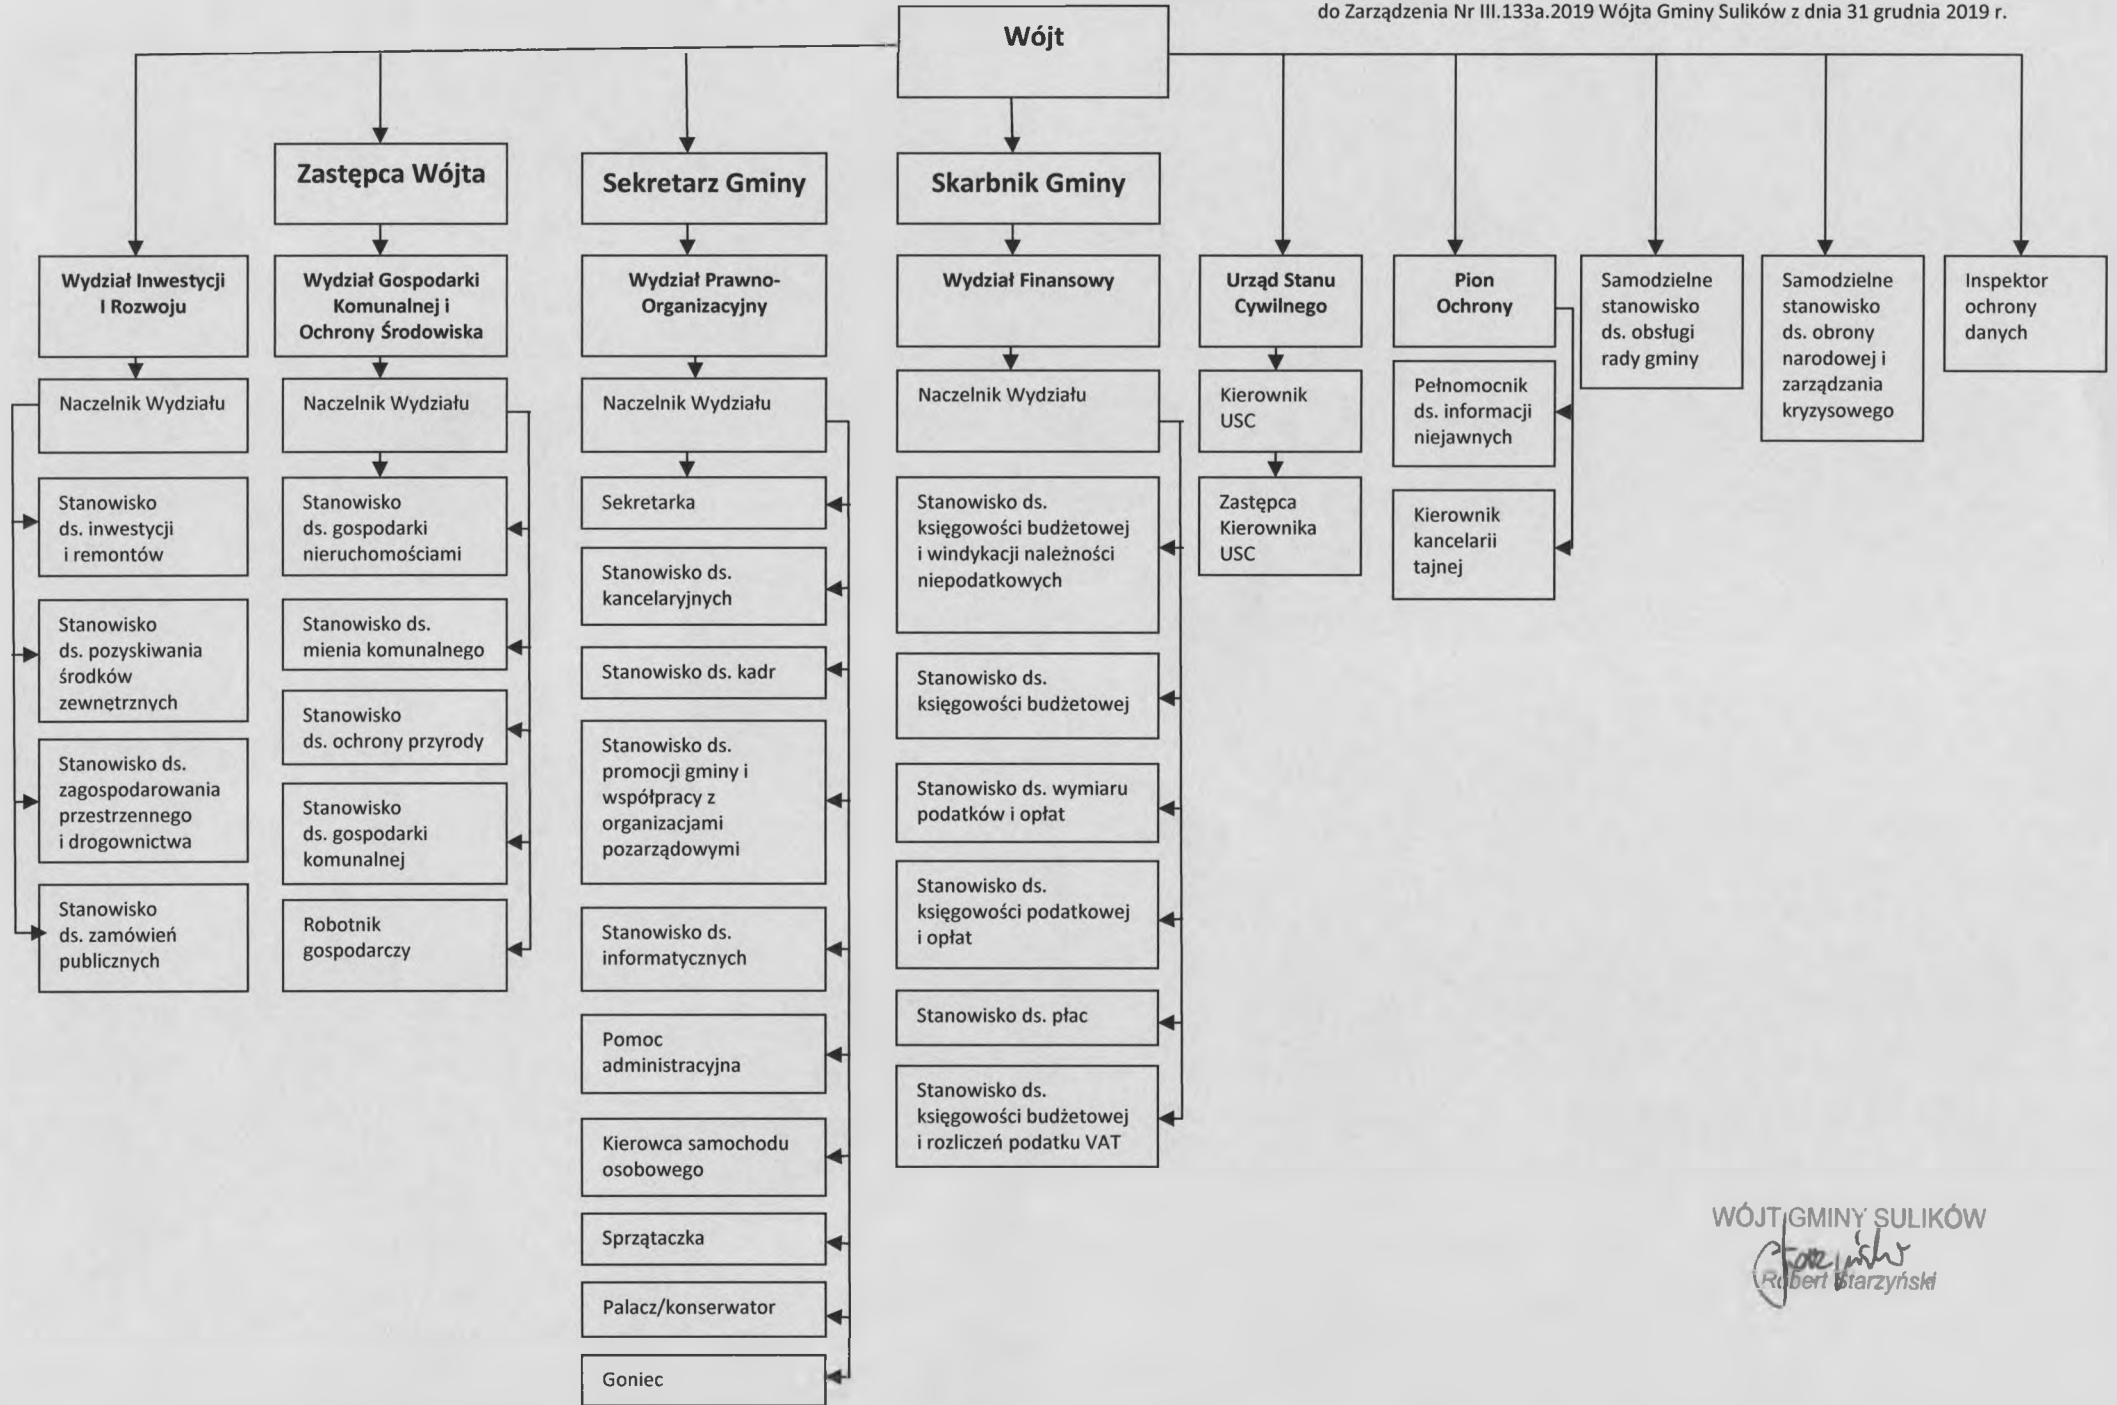 do Zarządzenia Nr III.133a.2019 Wójta Gminy Sulików z dnia 31 grudnia 2019 r.
Wójt
Zastępca Wójta
Sekretarz Gminy
Skarbnik Gminy
Wydział Inwestycji
I Rozwoju
Naczelnik Wydziału
Stanowisko
ds. inwestycji
i remontów
Stanowisko
ds. pozyskiwania
środków
zewnętrznych
Stanowisko ds.
zagospodarowania
przestrzennego
i drogownictwa
Stanowisko
ds. zamówień
publicznych
Wydział Gospodarki
Komunalnej i
Ochrony Środowiska
Naczelnik Wydziału
Stanowisko
ds. gospodarki
nieruchomościami
Stanowisko ds.
mienia komunalnego
Stanowisko
ds. ochrony przyrody
Stanowisko
ds. gospodarki
komunalnej
Robotnik
gospodarczy
Wydział Prawno-
Organizacyjny
Naczelnik Wydziału
Sekretarka
Stanowisko ds.
kancelaryjnych
Stanowisko ds. kadr
Stanowisko ds.
promocji gminy i
współpracy z
organizacjami
pozarządowymi
Stanowisko ds.
informatycznych
Pomoc
administracyjna
Kierowca samochodu
osobowego
Sprzątaczka
Palacz/konserwator
Goniec
Wydział Finansowy
Naczelnik Wydziału
Stanowisko ds.
księgowości budżetowej
i windykacji należności
niepodatkowych
Stanowisko ds.
księgowości budżetowej
Stanowisko ds. wymiaru
podatków i opłat
Stanowisko ds.
księgowości podatkowej
i opłat
Stanowisko ds. płac
Stanowisko ds.
księgowości budżetowej
i rozliczeń podatku VAT
Urząd Stanu
Cywilnego
Kierownik
USC
Zastępca
Kierownika
USC
Pion
Ochrony
Pełnomocnik
ds. informacji
niejawnych
Kierownik
kancelarii
tajnej
Samodzielne
stanowisko
ds. obsługi
rady gminy
Samodzielne
stanowisko
ds. obrony
narodowej i
zarządzania
kryzysowego
Inspektor
ochrony
danych
WÓJT GMINY SULIKÓW
Robert Starzyński